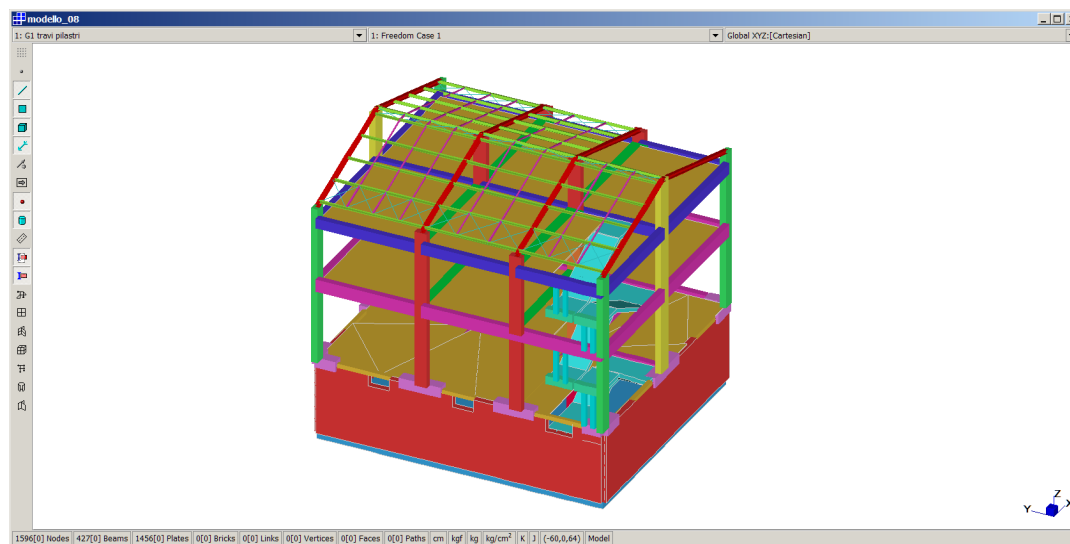 modello_08
1: G1 travi pilastri 1: Freedom Case 1 Global XYZ:[Cartesian]
Z
Y X
1596[0] Nodes 427[0] Beams 1456[0] Plates 0[0] Bricks 0[0] Links 0[0] Vertices 0[0] Faces 0[0] Paths cm kgf kg kg/cm² K J (-60,0,64) Model